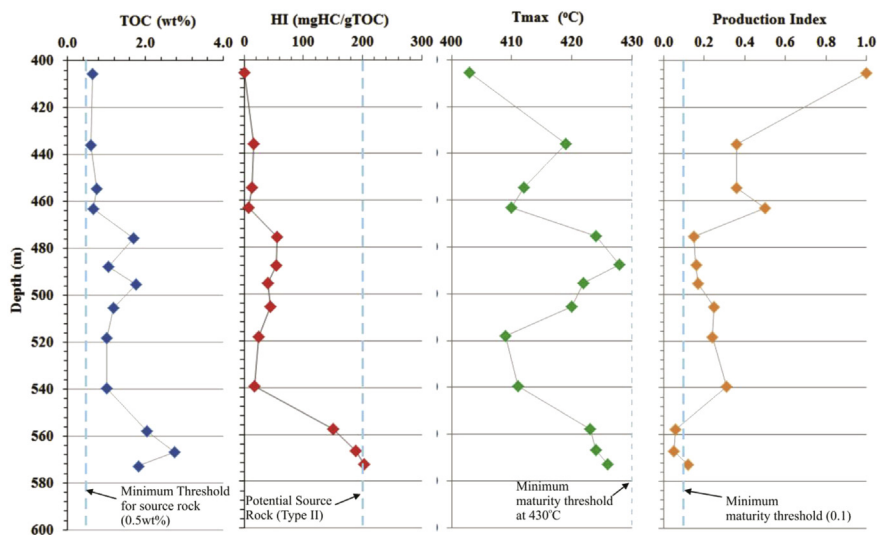 TOC (wt%)
0.0 2.0 4.0
HI (mgHC/gTOC)
0 100 200 300
Tmax (ºC)
400 410 420 430
Production Index
0.0 0.2 0.4 0.6 0.8 1.0
Depth (m)
400
420
440
460
480
500
520
540
560
580
600
Minimum Threshold
for source rock
(0.5wt%)
Potential Source
Rock (Type II)
Minimum
maturity threshold
at 430°C
Minimum
maturity threshold (0.1)